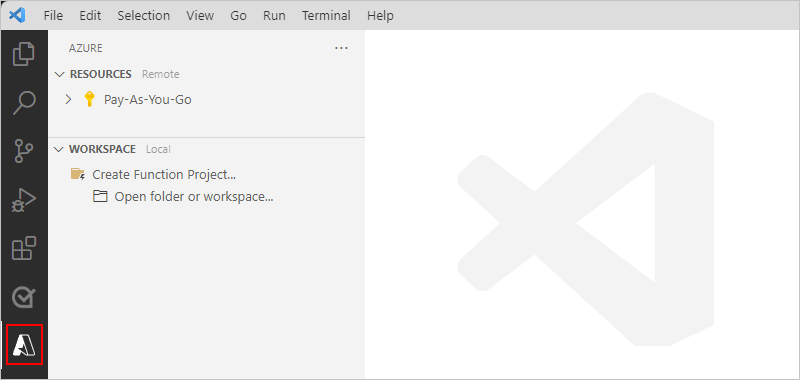 File Edit Selection View Go Run Terminal Help
AZURE ...
RESOURCES Remote
Pay-As-You-Go
WORKSPACE Local
Create Function Project...
Open folder or workspace...